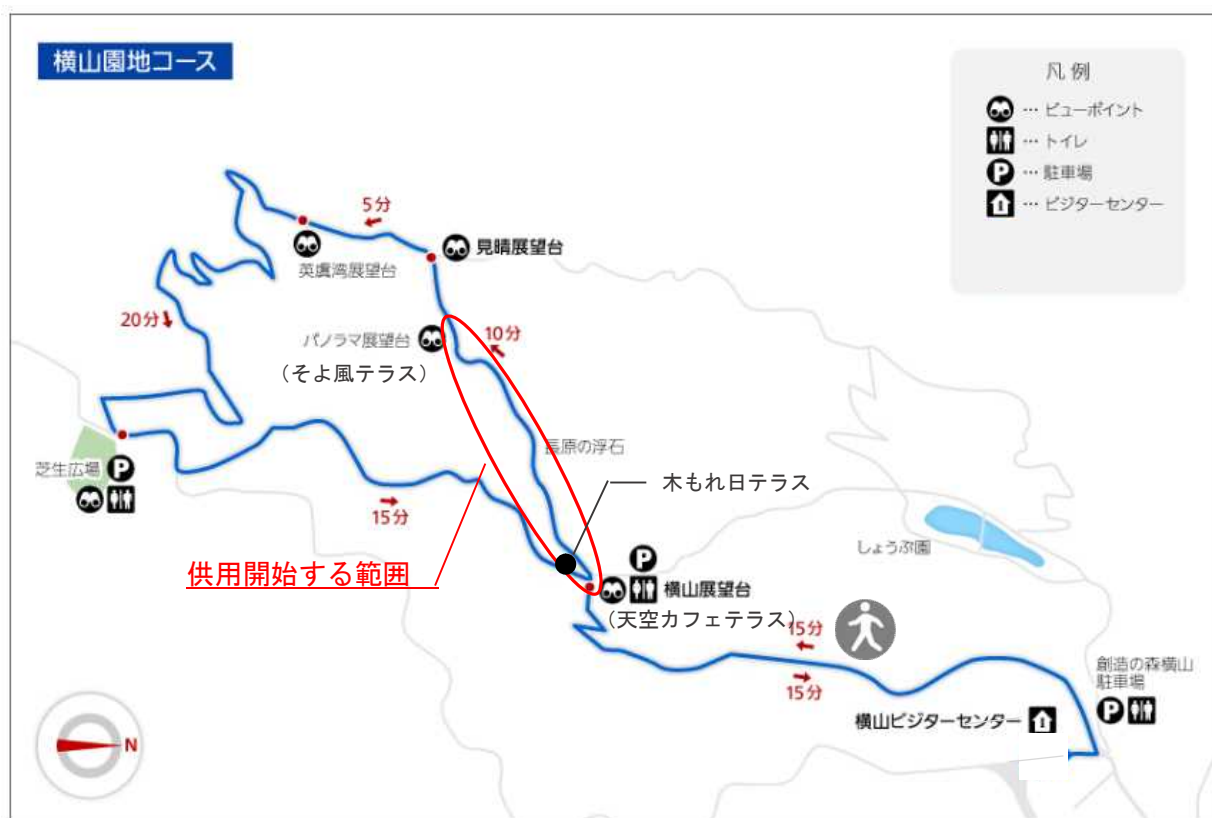 横山園地コース
凡例
… ビューポイント
… トイレ
P … 駐車場
… ビジターセンター
5分
見晴展望台
英虞湾展望台
20分
パノラマ展望台
（そよ風テラス）
10分
長原の浮石
芝生広場 P
木もれ日テラス
15分
しょうぶ園
供用開始する範囲
P
横山展望台
（天空カフェテラス）
15分
15分
創造の森横山
駐車場
P
横山ビジターセンター
N